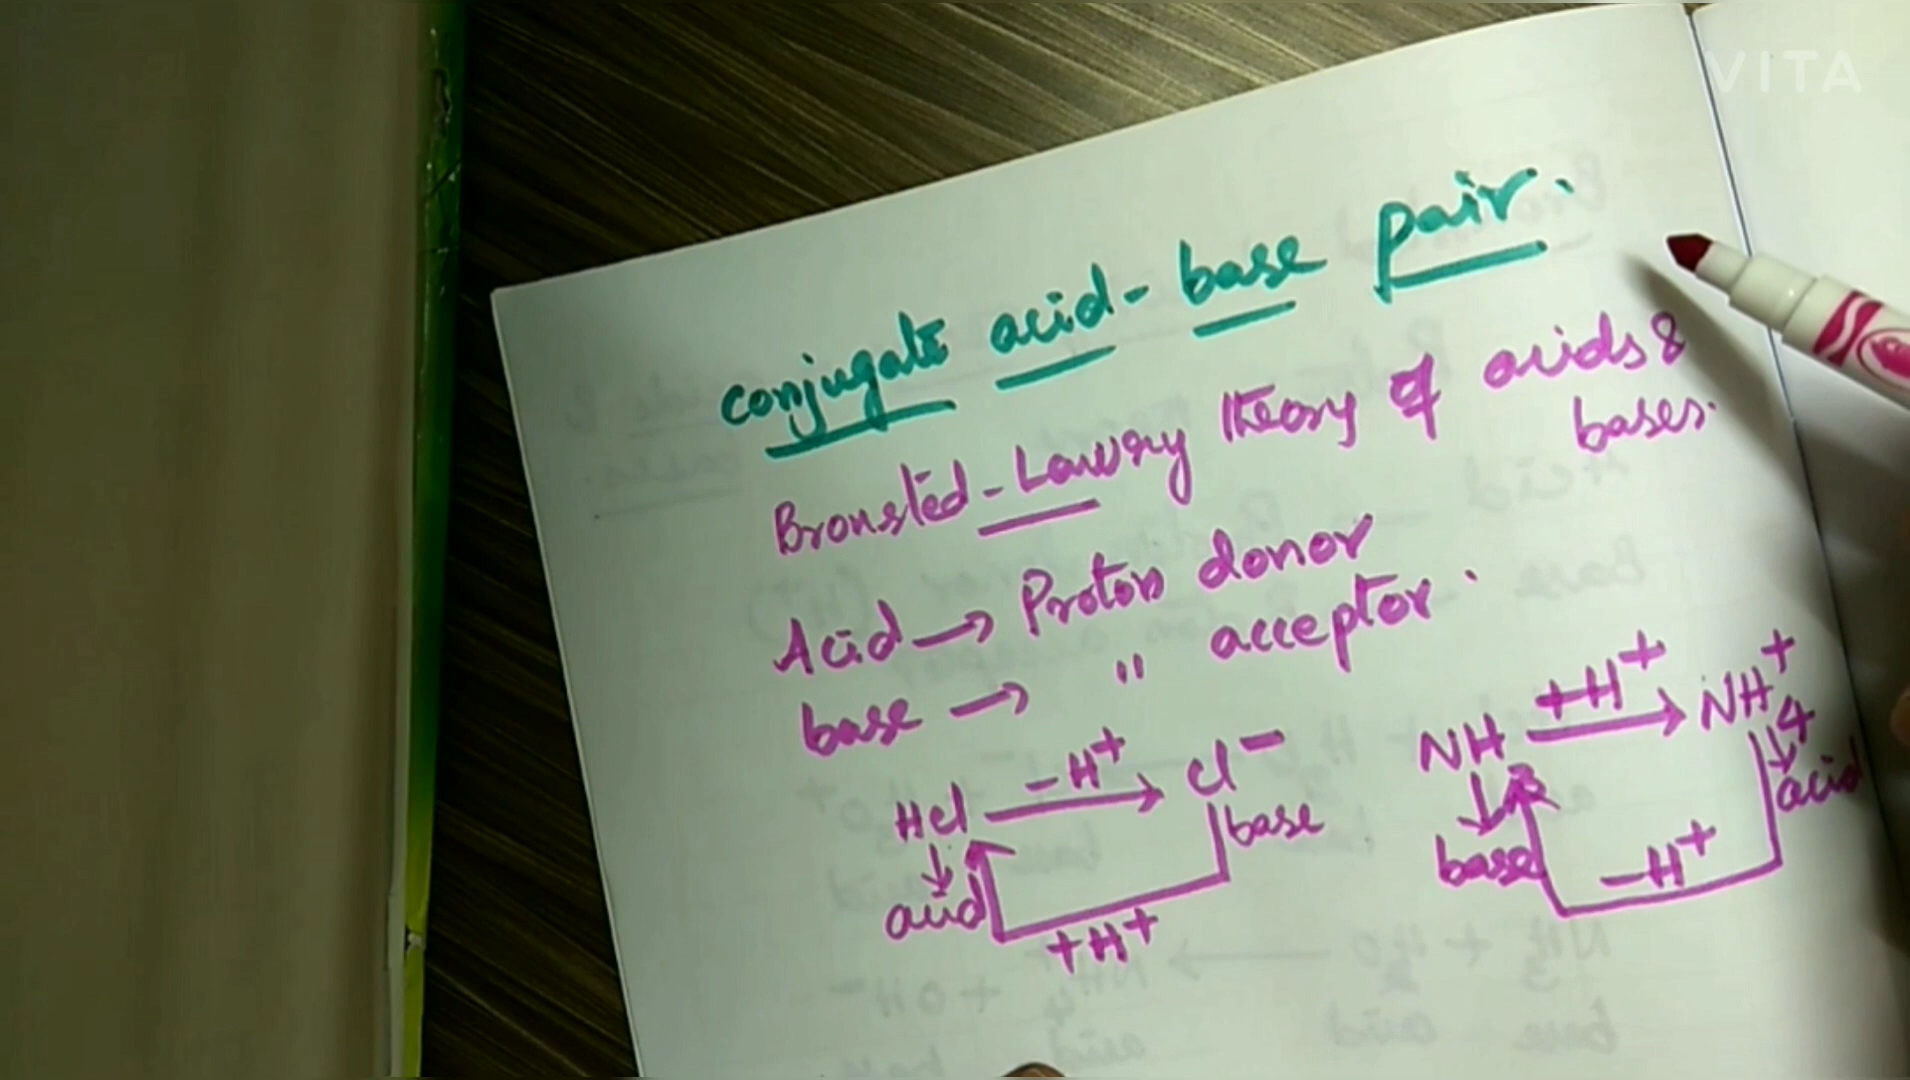 VITA
conjugate acid-base pair.
Bronsted-Lowry theory of acids &
bases.
Acid → Proton donor
base → " acceptor.
HCl −H⁺→ Cl⁻
acid base
+H⁺
NH₃ +H⁺→ NH₄⁺
base acid
−H⁺